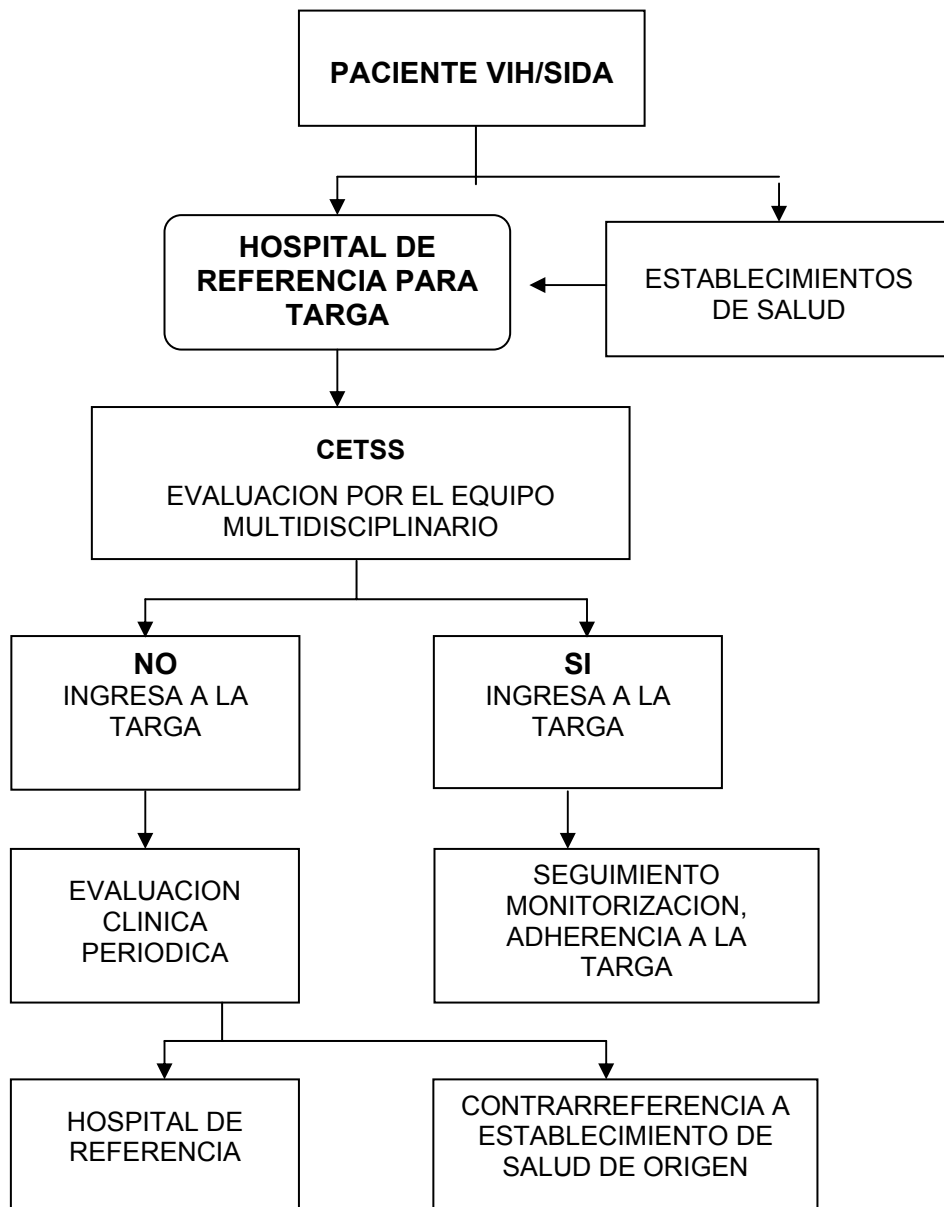 PACIENTE VIH/SIDA
HOSPITAL DE
REFERENCIA PARA
TARGA
ESTABLECIMIENTOS
DE SALUD
CETSS
EVALUACION POR EL EQUIPO
MULTIDISCIPLINARIO
NO
INGRESA A LA
TARGA
SI
INGRESA A LA
TARGA
EVALUACION
CLINICA
PERIODICA
SEGUIMIENTO
MONITORIZACION,
ADHERENCIA A LA
TARGA
HOSPITAL DE
REFERENCIA
CONTRARREFERENCIA A
ESTABLECIMIENTO DE
SALUD DE ORIGEN